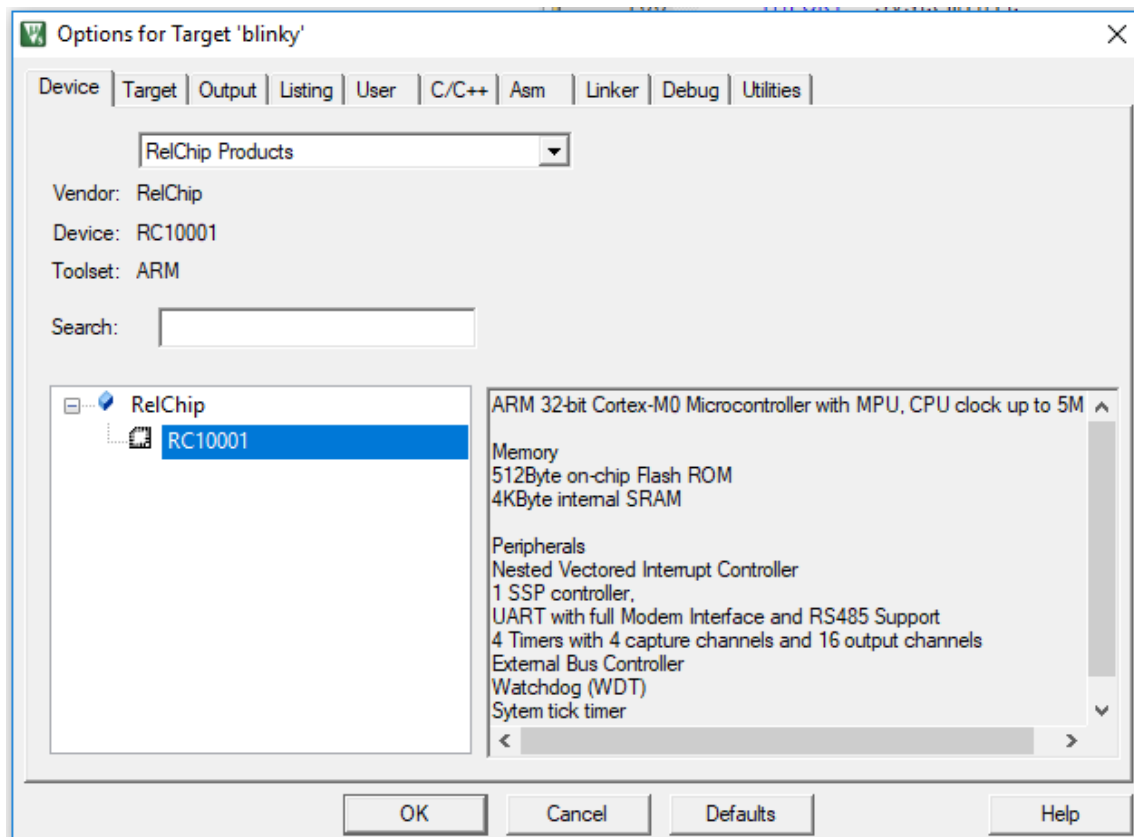 Options for Target 'blinky'
Device Target Output Listing User C/C++ Asm Linker Debug Utilities
RelChip Products
Vendor: RelChip
Device: RC10001
Toolset: ARM
Search:
RelChip
RC10001
ARM 32-bit Cortex-M0 Microcontroller with MPU, CPU clock up to 5M
Memory
512Byte on-chip Flash ROM
4KByte internal SRAM
Peripherals
Nested Vectored Interrupt Controller
1 SSP controller,
UART with full Modem Interface and RS485 Support
4 Timers with 4 capture channels and 16 output channels
External Bus Controller
Watchdog (WDT)
Sytem tick timer
OK Cancel Defaults Help